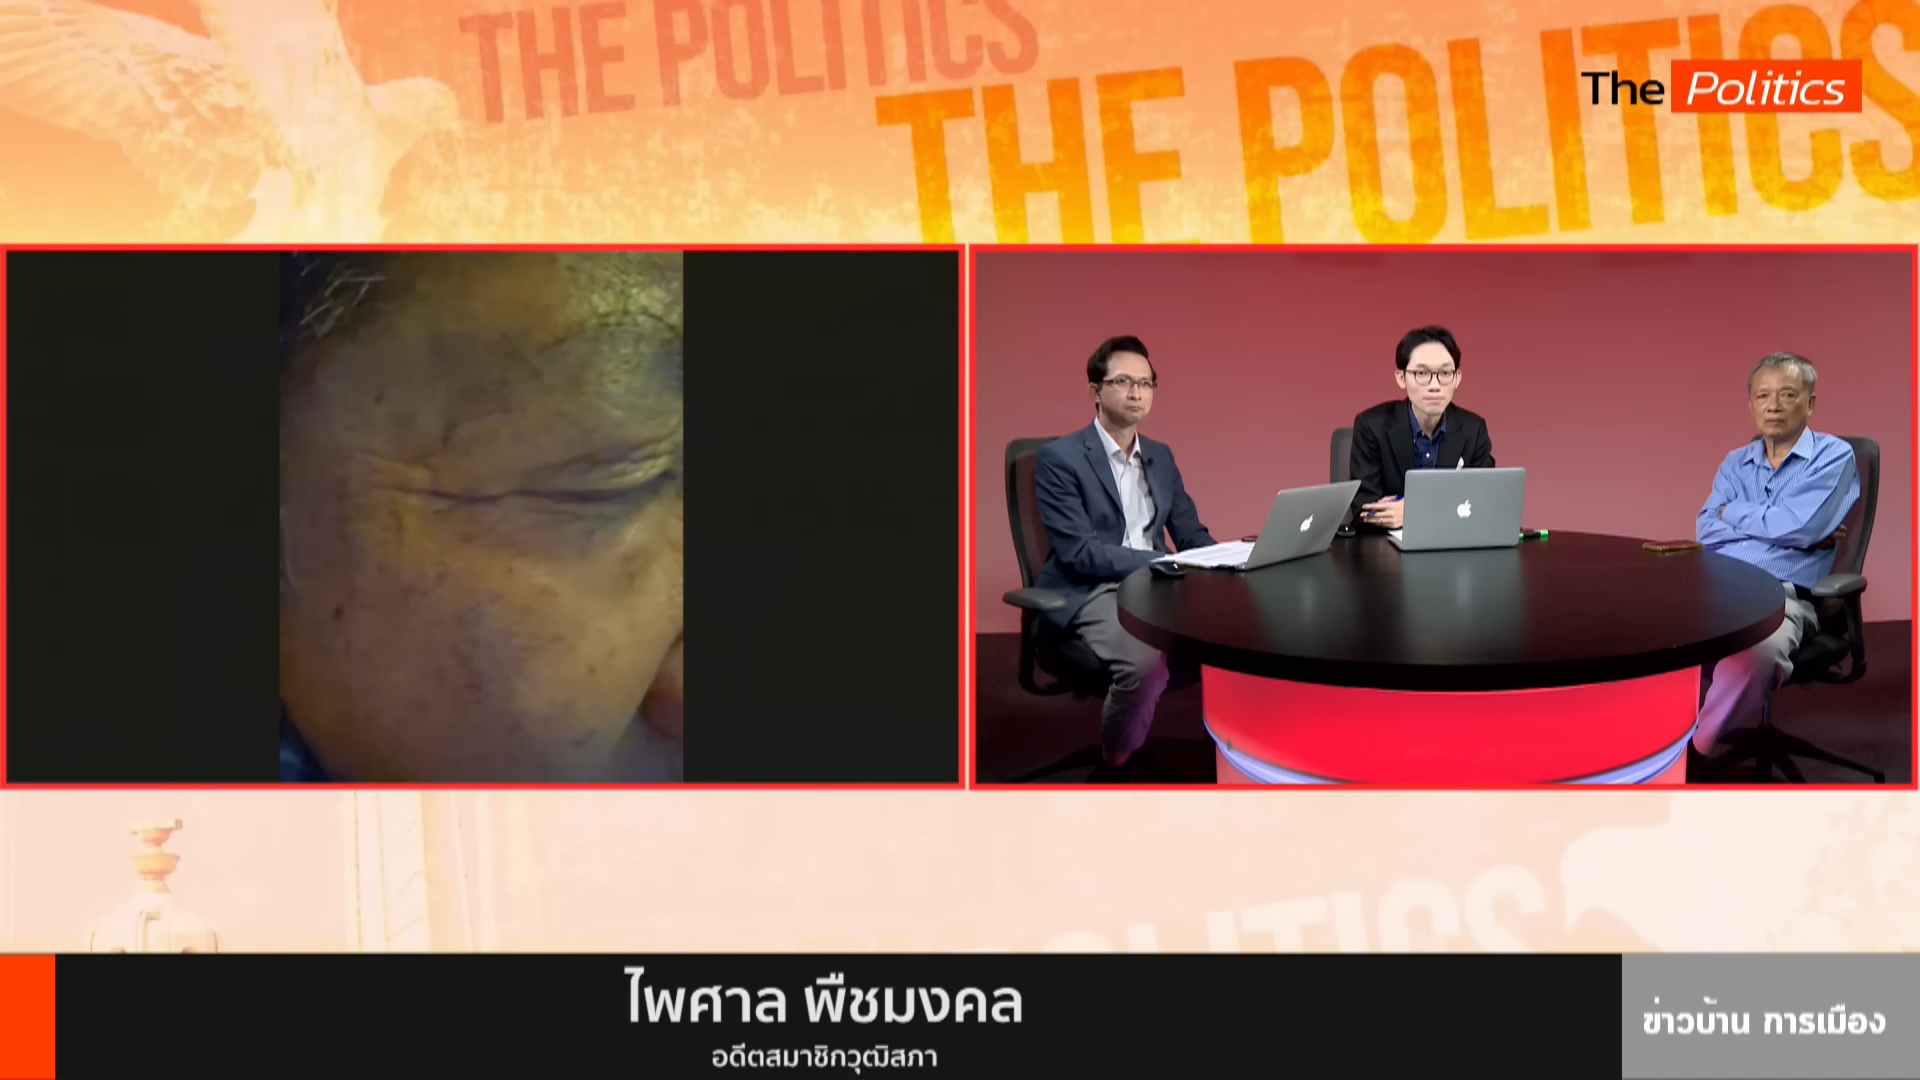 THE POLITICS
THE POLITICS
The Politics
POLITICS
ไพศาล พืชมงคล
อดีตสมาชิกวุฒิสภา
ข่าวบ้าน การเมือง